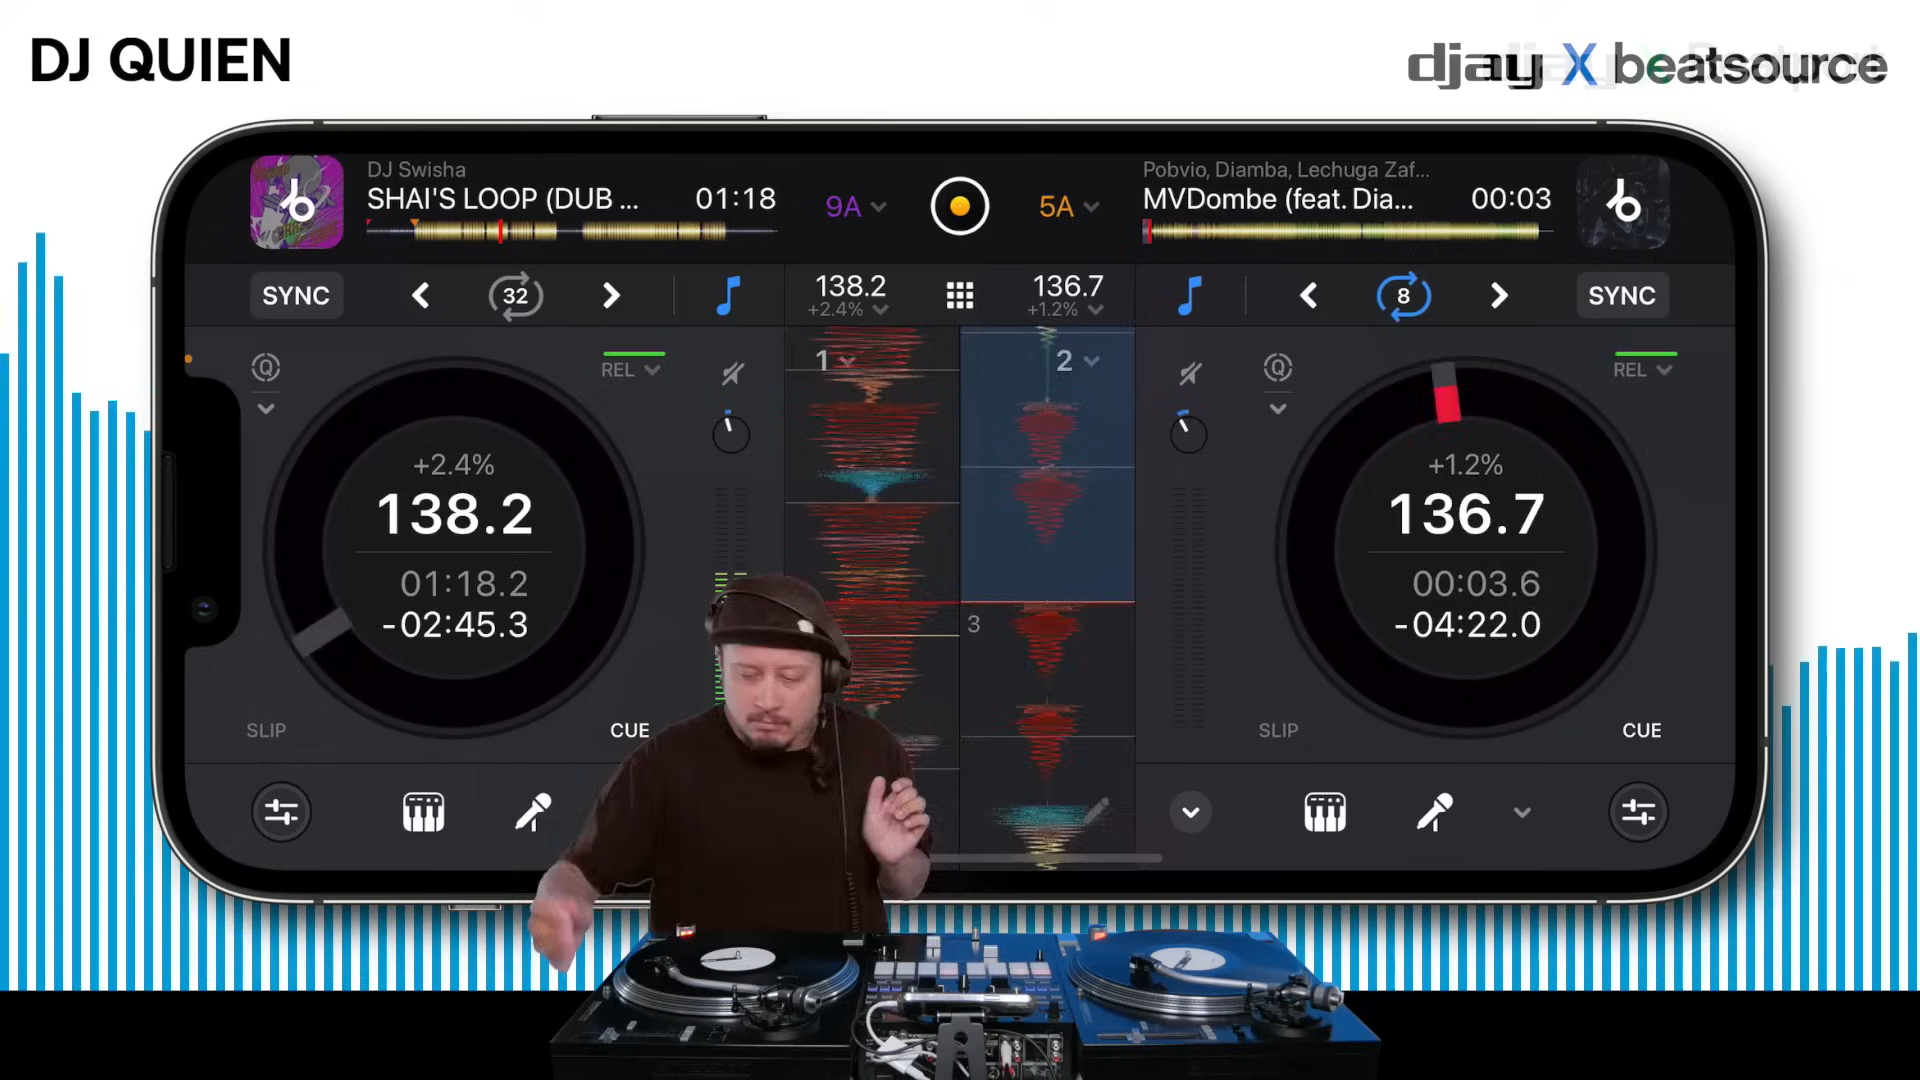 DJ QUIEN
djay X beatsource
DJ Swisha
SHAI'S LOOP (DUB ...
01:18
9A
5A
Pobvio, Diamba, Lechuga Zaf...
MVDombe (feat. Dia...
00:03
SYNC
32
138.2
+2.4%
136.7
+1.2%
8
SYNC
1
2
Q
REL
Q
REL
+2.4%
138.2
01:18.2
-02:45.3
3
+1.2%
136.7
00:03.6
-04:22.0
SLIP
CUE
SLIP
CUE